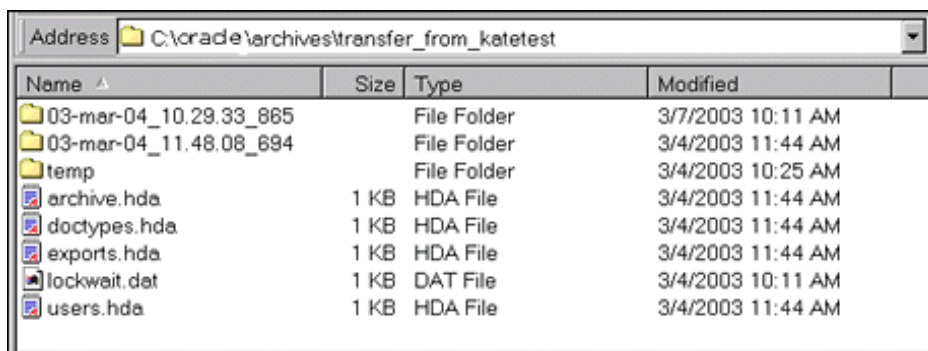 Address C:\oracle\archives\transfer_from_katetest
Name Size Type Modified
03-mar-04_10.29.33_865 File Folder 3/7/2003 10:11 AM
03-mar-04_11.48.08_694 File Folder 3/4/2003 11:44 AM
temp File Folder 3/4/2003 10:25 AM
archive.hda 1 KB HDA File 3/4/2003 11:44 AM
doctypes.hda 1 KB HDA File 3/4/2003 11:44 AM
exports.hda 1 KB HDA File 3/4/2003 11:44 AM
lockwait.dat 1 KB DAT File 3/4/2003 10:11 AM
users.hda 1 KB HDA File 3/4/2003 11:44 AM